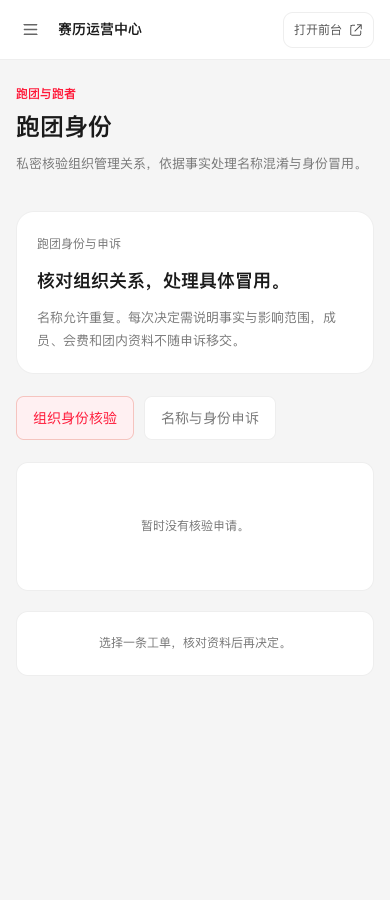 赛历运营中心
打开前台
跑团与跑者
跑团身份
私密核验组织管理关系，依据事实处理名称混淆与身份冒用。
跑团身份与申诉
核对组织关系，处理具体冒用。
名称允许重复。每次决定需说明事实与影响范围，成
员、会费和团内资料不随申诉移交。
组织身份核验
名称与身份申诉
暂时没有核验申请。
选择一条工单，核对资料后再决定。